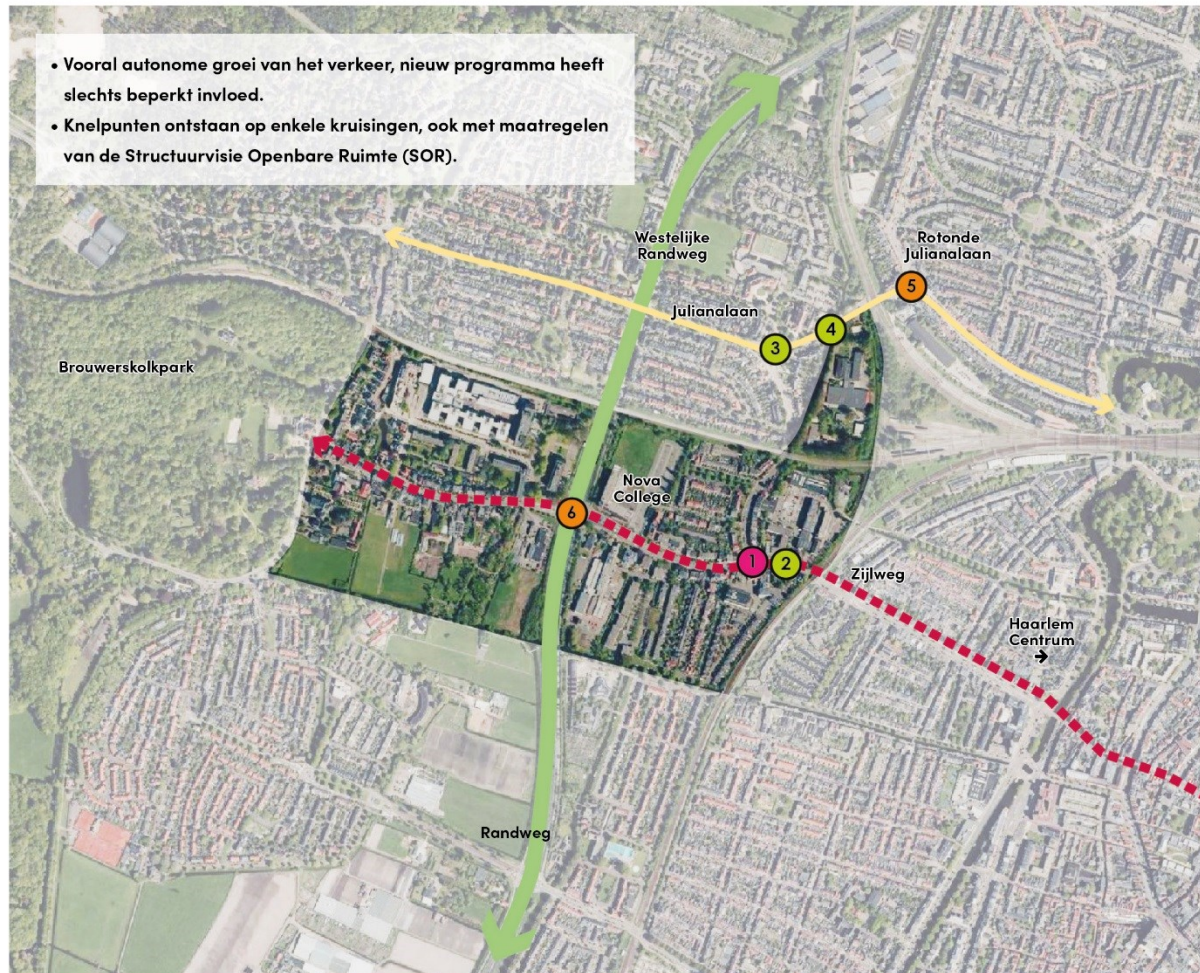 • Vooral autonome groei van het verkeer, nieuw programma heeft
slechts beperkt invloed.
• Knelpunten ontstaan op enkele kruisingen, ook met maatregelen
van de Structuurvisie Openbare Ruimte (SOR).
Westelijke
Randweg
Rotonde
Julianalaan
5
Julianalaan
4
3
Brouwerskolkpark
Nova
College
6
1
2
Zijlweg
Haarlem
Centrum
→
Randweg